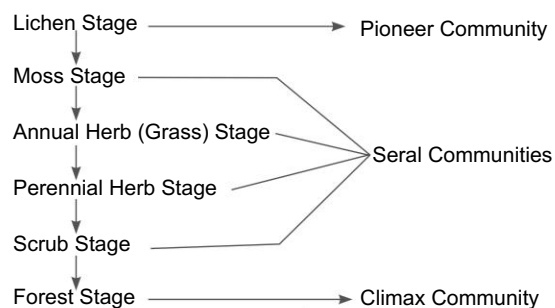 Lichen Stage
Pioneer Community
Moss Stage
Annual Herb (Grass) Stage
Seral Communities
Perennial Herb Stage
Scrub Stage
Forest Stage
Climax Community